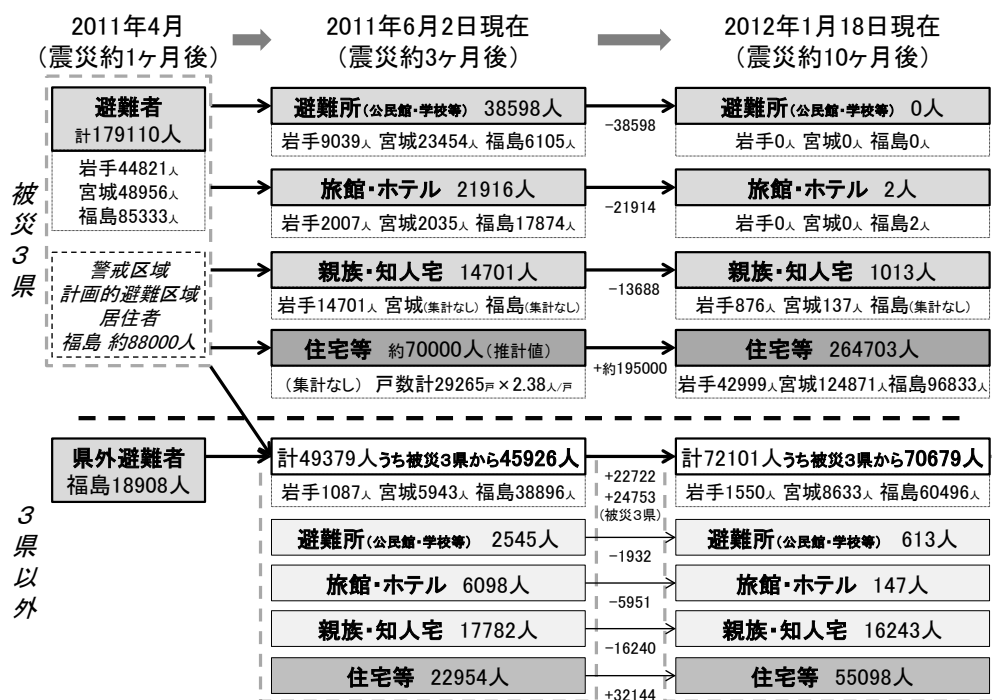 2011年4月
(震災約1ヶ月後)
2011年6月2日現在
(震災約3ヶ月後)
2012年1月18日現在
(震災約10ヶ月後)
被災3県
避難者
計179110人
岩手44821人
宮城48956人
福島85333人
警戒区域
計画的避難区域
居住者
福島 約88000人
避難所(公民館・学校等) 38598人
岩手9039人 宮城23454人 福島6105人
-38598
避難所(公民館・学校等) 0人
岩手0人 宮城0人 福島0人
旅館・ホテル 21916人
岩手2007人 宮城2035人 福島17874人
-21914
旅館・ホテル 2人
岩手0人 宮城0人 福島2人
親族・知人宅 14701人
岩手14701人 宮城(集計なし) 福島(集計なし)
-13688
親族・知人宅 1013人
岩手876人 宮城137人 福島(集計なし)
住宅等 約70000人(推計値)
(集計なし) 戸数計29265戸×2.38人/戸
+約195000
住宅等 264703人
岩手42999人宮城124871人福島96833人
3県以外
県外避難者
福島18908人
計49379人うち被災3県から45926人
岩手1087人 宮城5943人 福島38896人
+22722
+24753
(被災3県)
計72101人うち被災3県から70679人
岩手1550人 宮城8633人 福島60496人
避難所(公民館・学校等) 2545人
-1932
避難所(公民館・学校等) 613人
旅館・ホテル 6098人
-5951
旅館・ホテル 147人
親族・知人宅 17782人
-16240
親族・知人宅 16243人
住宅等 22954人
+32144
住宅等 55098人